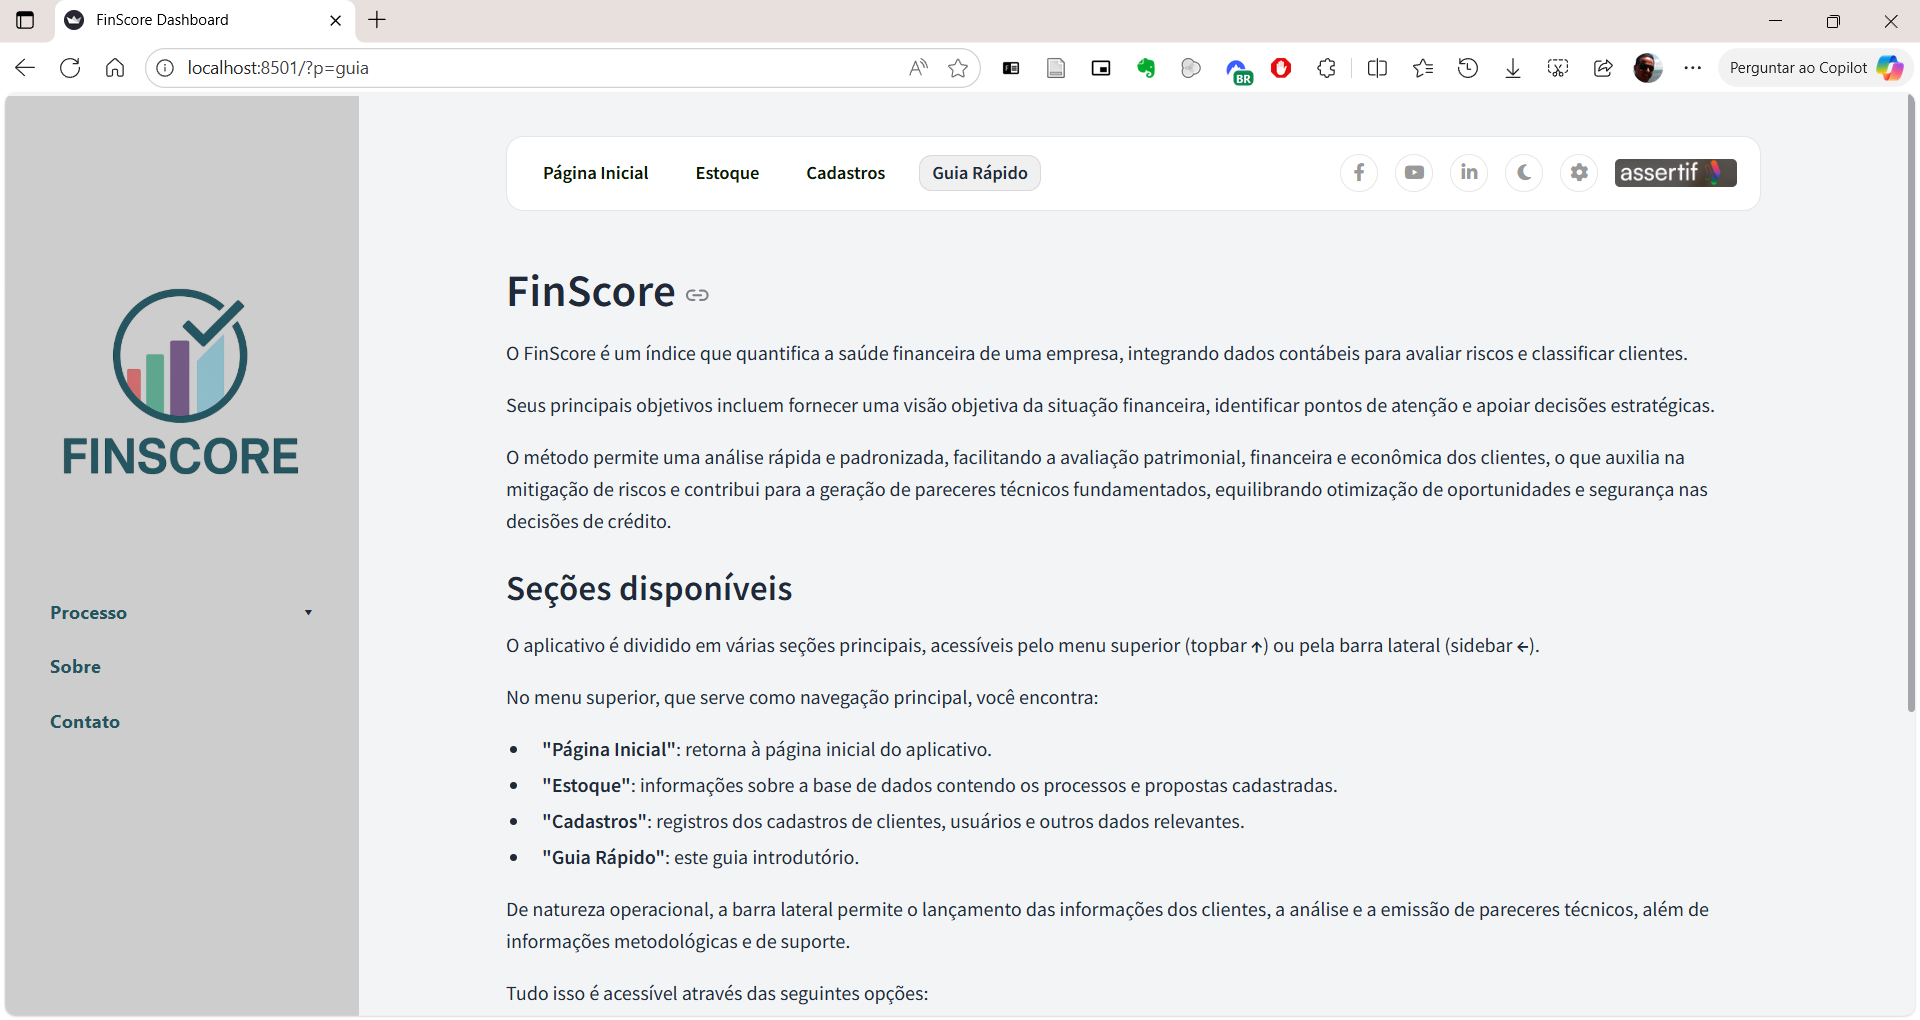 FinScore Dashboard
localhost:8501/?p=guia
BR
Perguntar ao Copilot
Página Inicial
Estoque
Cadastros
Guia Rápido
assertif
FINSCORE
Processo
Sobre
Contato
FinScore
O FinScore é um índice que quantifica a saúde financeira de uma empresa, integrando dados contábeis para avaliar riscos e classificar clientes.
Seus principais objetivos incluem fornecer uma visão objetiva da situação financeira, identificar pontos de atenção e apoiar decisões estratégicas.
O método permite uma análise rápida e padronizada, facilitando a avaliação patrimonial, financeira e econômica dos clientes, o que auxilia na
mitigação de riscos e contribui para a geração de pareceres técnicos fundamentados, equilibrando otimização de oportunidades e segurança nas
decisões de crédito.
Seções disponíveis
O aplicativo é dividido em várias seções principais, acessíveis pelo menu superior (topbar ↑) ou pela barra lateral (sidebar ←).
No menu superior, que serve como navegação principal, você encontra:
• "Página Inicial": retorna à página inicial do aplicativo.
• "Estoque": informações sobre a base de dados contendo os processos e propostas cadastradas.
• "Cadastros": registros dos cadastros de clientes, usuários e outros dados relevantes.
• "Guia Rápido": este guia introdutório.
De natureza operacional, a barra lateral permite o lançamento das informações dos clientes, a análise e a emissão de pareceres técnicos, além de
informações metodológicas e de suporte.
Tudo isso é acessível através das seguintes opções: